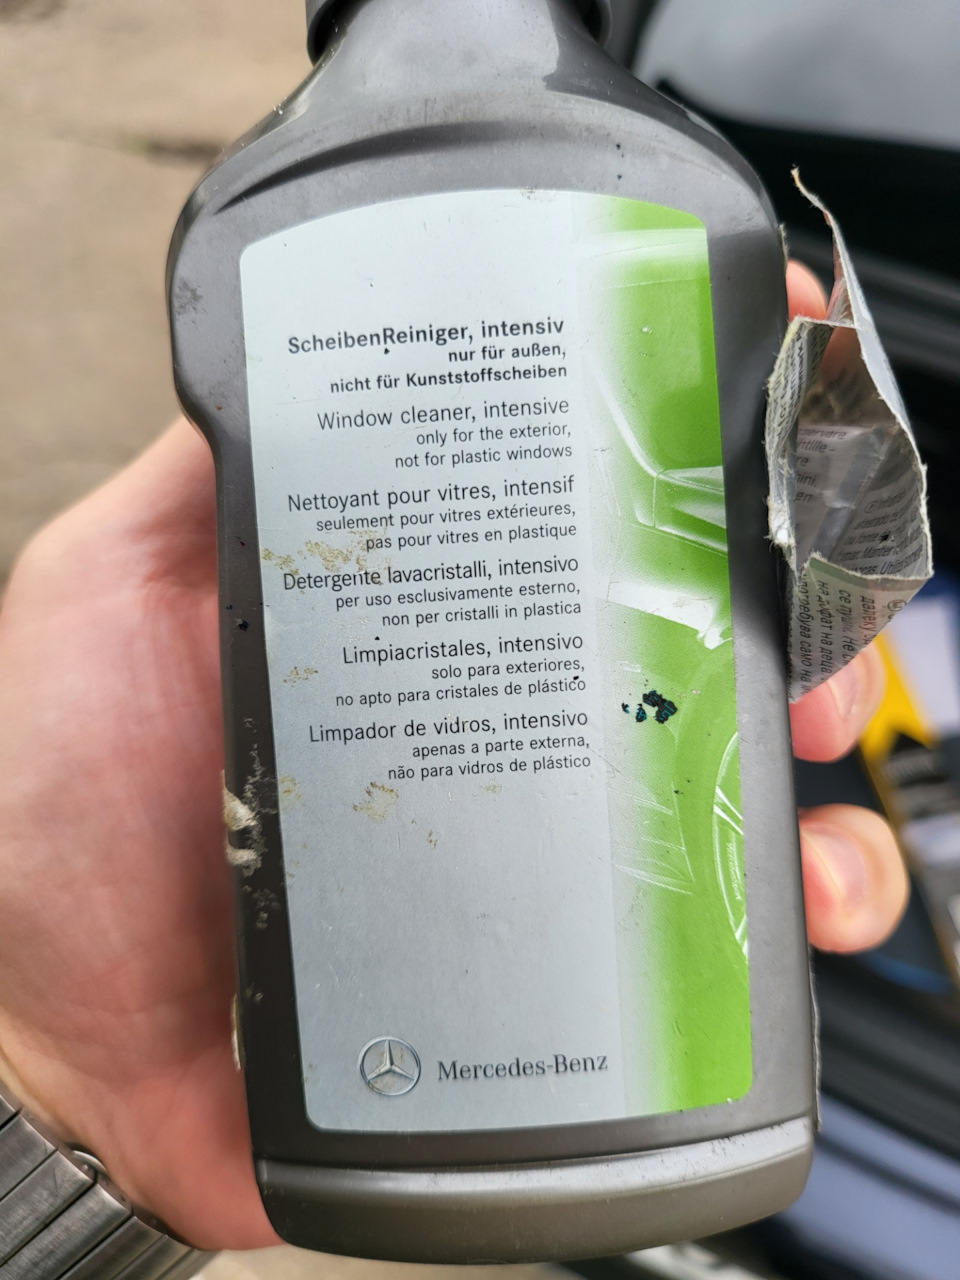 ScheibenReiniger, intensiv
nur für außen,
nicht für Kunststoffscheiben
Window cleaner, intensive
only for the exterior,
not for plastic windows
Nettoyant pour vitres, intensif
seulement pour vitres extérieures,
pas pour vitres en plastique
Detergente lavacristalli, intensivo
per uso esclusivamente esterno,
non per cristalli in plastica
Limpiacristales, intensivo
solo para exteriores,
no apto para cristales de plástico
Limpador de vidros, intensivo
apenas a parte externa,
não para vidros de plástico
Mercedes-Benz